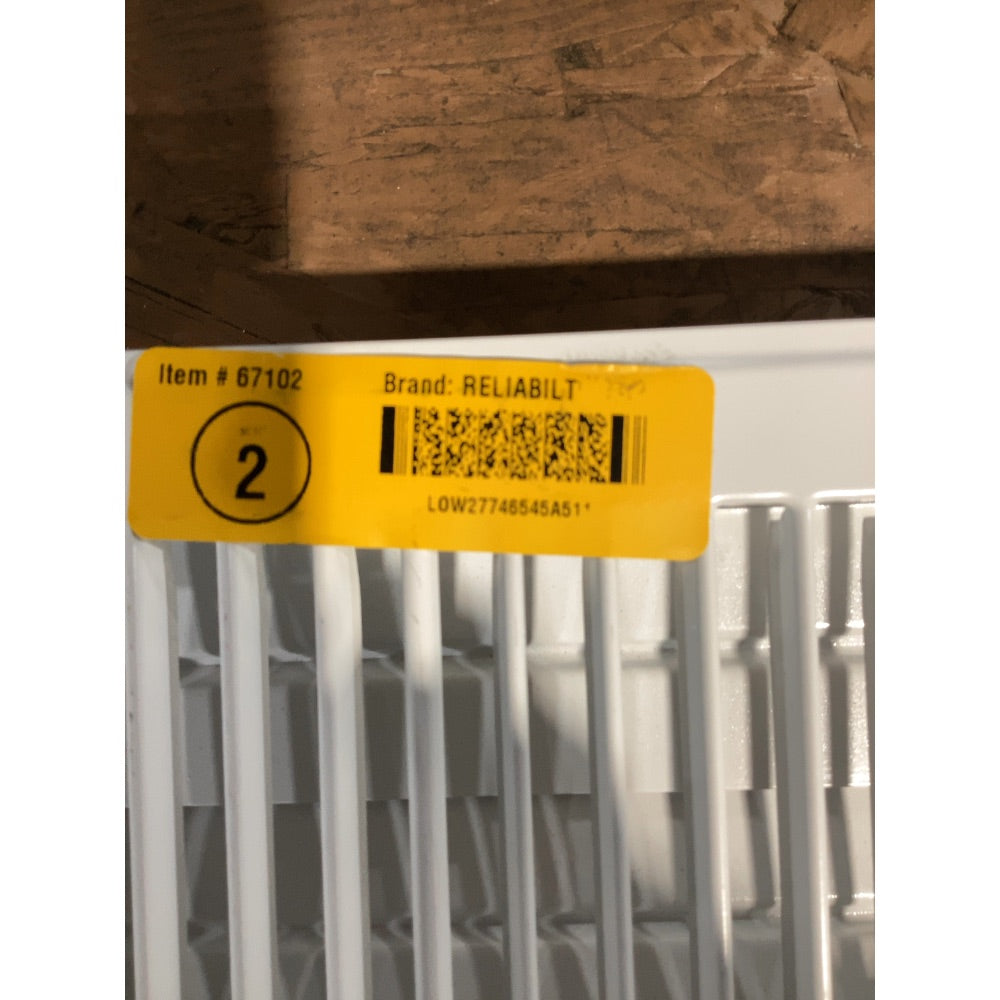 Item # 67102
Brand: RELIABILT
2
LOW27746545A51*